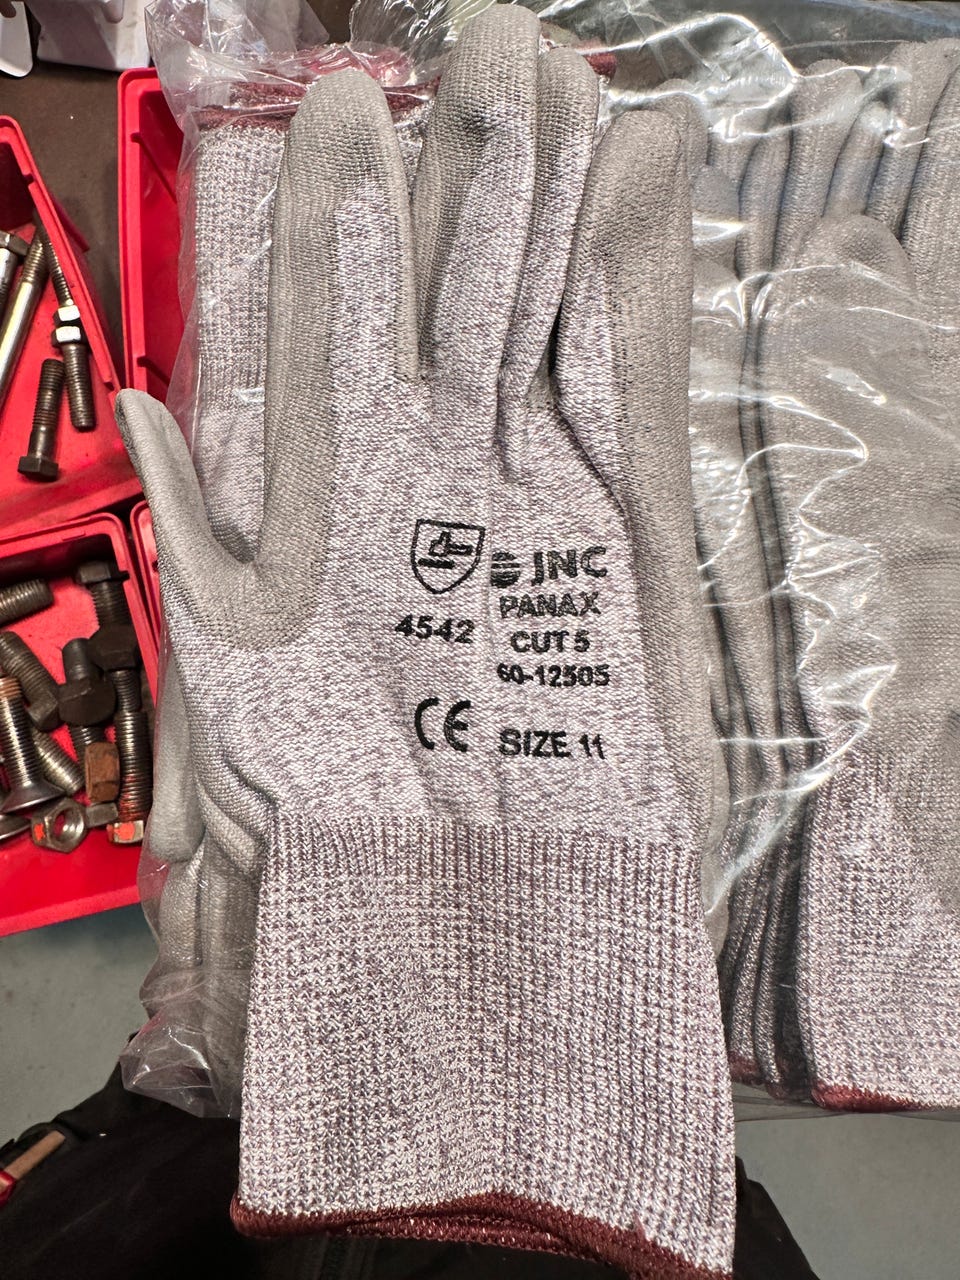 JNC
PANAX
4542
CUT 5
60-12505
CE
SIZE 11